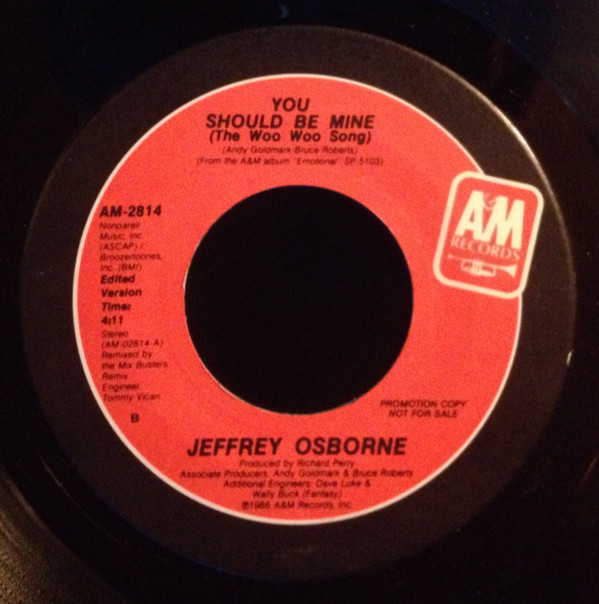 YOU
SHOULD BE MINE
(The Woo Woo Song)
(Andy Goldmark Bruce Roberts)
(From the A&M album "Emotional" SP-5103)
A&M
RECORDS
AM-2814
Nonpareil
Music, Inc.
(ASCAP)/
Broozertoones,
Inc. (BMI)
Edited
Version
Time:
4:11
Stereo
(AM-02814-A)
Remixed by
the Mix Busters
Remix
Engineer:
Tommy Vicari
B
PROMOTION COPY
NOT FOR SALE
JEFFREY OSBORNE
Produced by Richard Perry
Associate Producers: Andy Goldmark & Bruce Roberts
Additional Engineers: Dave Luke &
Wally Buck (Fantasy)
℗1986 A&M Records, Inc.